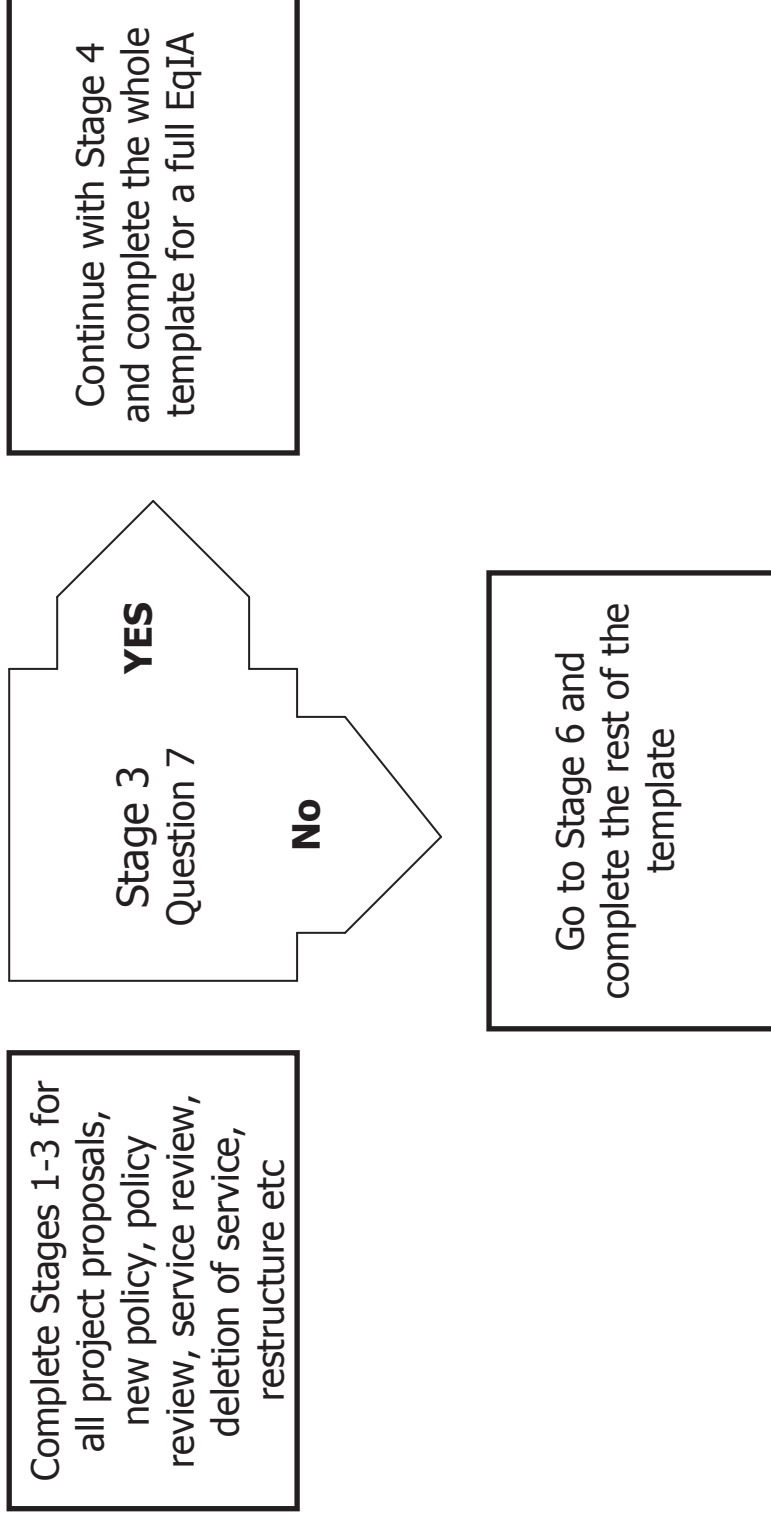 Complete Stages 1-3 for
all project proposals,
new policy, policy
review, service review,
deletion of service,
restructure etc
Stage 3
Question 7
YES
No
Continue with Stage 4
and complete the whole
template for a full EqIA
Go to Stage 6 and
complete the rest of the
template